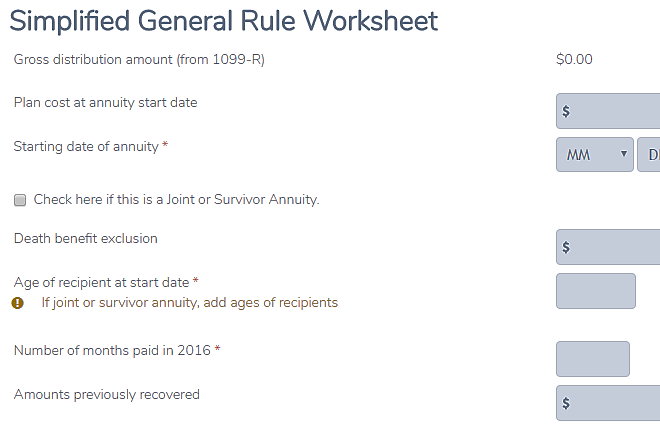 Simplified General Rule Worksheet
Gross distribution amount (from 1099-R) $0.00
Plan cost at annuity start date $
Starting date of annuity * MM
Check here if this is a Joint or Survivor Annuity.
Death benefit exclusion $
Age of recipient at start date *
If joint or survivor annuity, add ages of recipients
Number of months paid in 2016 *
Amounts previously recovered $